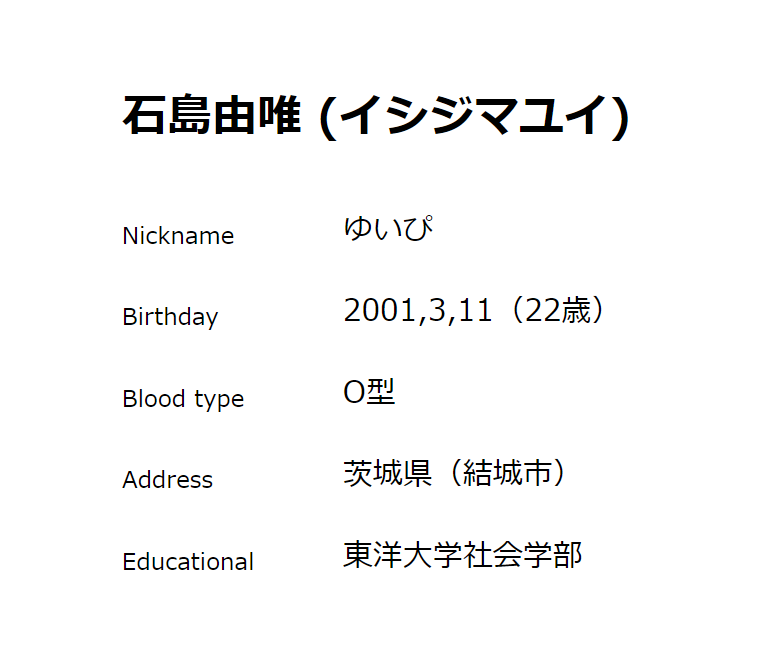 石島由唯 (イシジマユイ)
Nickname ゆいぴ
Birthday 2001,3,11（22歳）
Blood type O型
Address 茨城県（結城市）
Educational 東洋大学社会学部